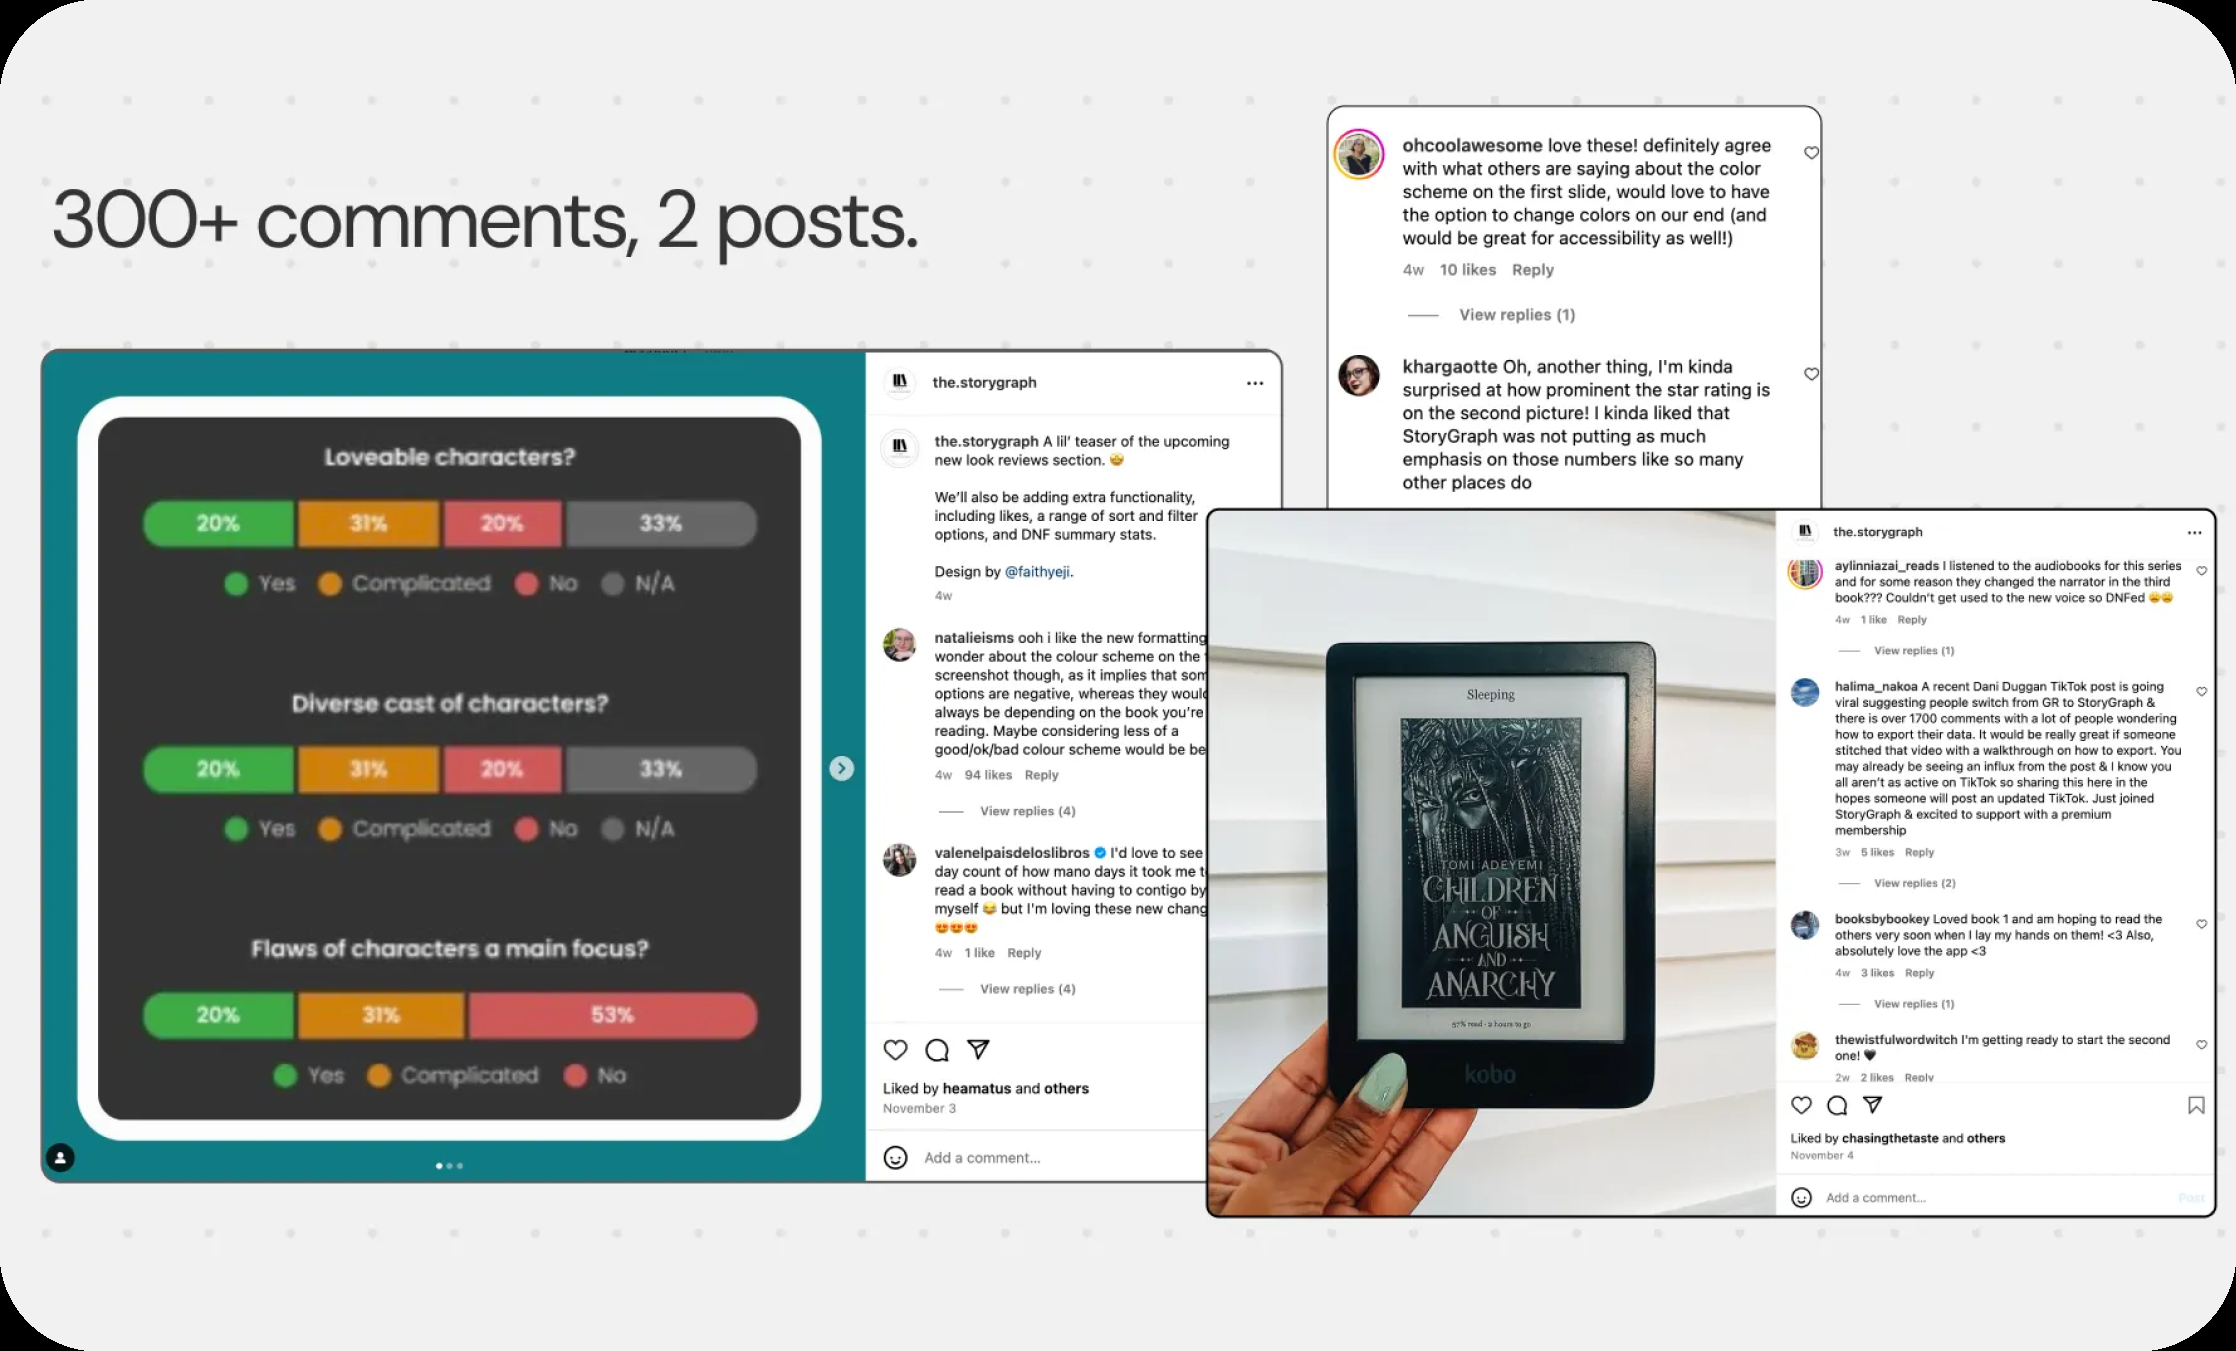 300+ comments, 2 posts.
Loveable characters?
20% 31% 20% 33%
Yes Complicated No N/A
Diverse cast of characters?
20% 31% 20% 33%
Yes Complicated No N/A
Flaws of characters a main focus?
20% 31% 53%
Yes Complicated No
the.storygraph
the.storygraph A lil' teaser of the upcoming
new look reviews section. 🤩
We'll also be adding extra functionality,
including likes, a range of sort and filter
options, and DNF summary stats.
Design by @faithyeji.
4w
natalieisms ooh i like the new formatting
wonder about the colour scheme on the
screenshot though, as it implies that som
options are negative, whereas they would
always be depending on the book you're
reading. Maybe considering less of a
good/ok/bad colour scheme would be be
4w 94 likes Reply
View replies (4)
valenelpaisdeloslibros I'd love to see
day count of how mano days it took me t
read a book without having to contigo by
myself 😂 but I'm loving these new chang
😍😍😍
4w 1 like Reply
View replies (4)
Liked by heamatus and others
November 3
Add a comment...
ohcoolawesome love these! definitely agree
with what others are saying about the color
scheme on the first slide, would love to have
the option to change colors on our end (and
would be great for accessibility as well!)
4w 10 likes Reply
View replies (1)
khargaotte Oh, another thing, I'm kinda
surprised at how prominent the star rating is
on the second picture! I kinda liked that
StoryGraph was not putting as much
emphasis on those numbers like so many
other places do
Sleeping
TOMI ADEYEMI
CHILDREN
OF
ANGUISH
AND
ANARCHY
57% read · 2 hours to go
kobo
the.storygraph
aylinniazai_reads I listened to the audiobooks for this series
and for some reason they changed the narrator in the third
book??? Couldn't get used to the new voice so DNFed 😩😩
4w 1 like Reply
View replies (1)
halima_nakoa A recent Dani Duggan TikTok post is going
viral suggesting people switch from GR to StoryGraph &
there is over 1700 comments with a lot of people wondering
how to export their data. It would be really great if someone
stitched that video with a walkthrough on how to export. You
may already be seeing an influx from the post & I know you
all aren't as active on TikTok so sharing this here in the
hopes someone will post an updated TikTok. Just joined
StoryGraph & excited to support with a premium
membership
3w 5 likes Reply
View replies (2)
booksbybookey Loved book 1 and am hoping to read the
others very soon when I lay my hands on them! <3 Also,
absolutely love the app <3
4w 3 likes Reply
View replies (1)
thewistfulwordwitch I'm getting ready to start the second
one! 🖤
2w 2 likes Reply
Liked by chasingthetaste and others
November 4
Add a comment...
Post